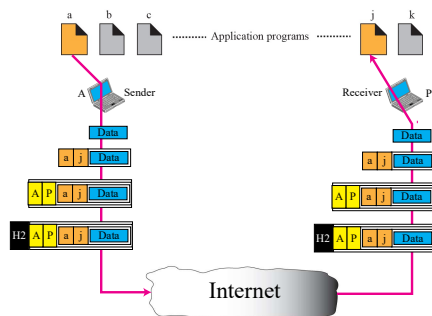 a b c j k
Application programs
A Sender Receiver P
Data Data
a j Data a j Data
A P a j Data A P a j Data
H2 A P a j Data H2 A P a j Data
Internet